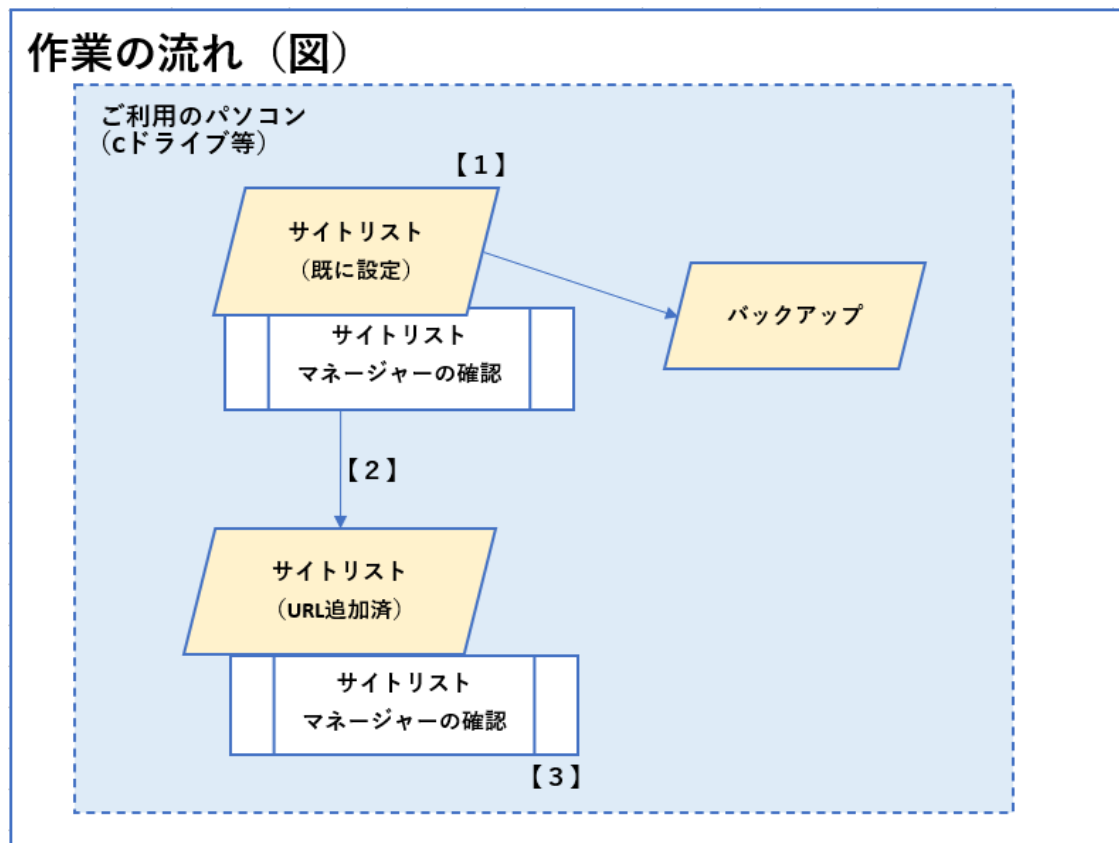 作業の流れ（図）
ご利用のパソコン
（Cドライブ等）
【１】
サイトリスト
（既に設定）
バックアップ
サイトリスト
マネージャーの確認
【２】
サイトリスト
（URL追加済）
サイトリスト
マネージャーの確認
【３】